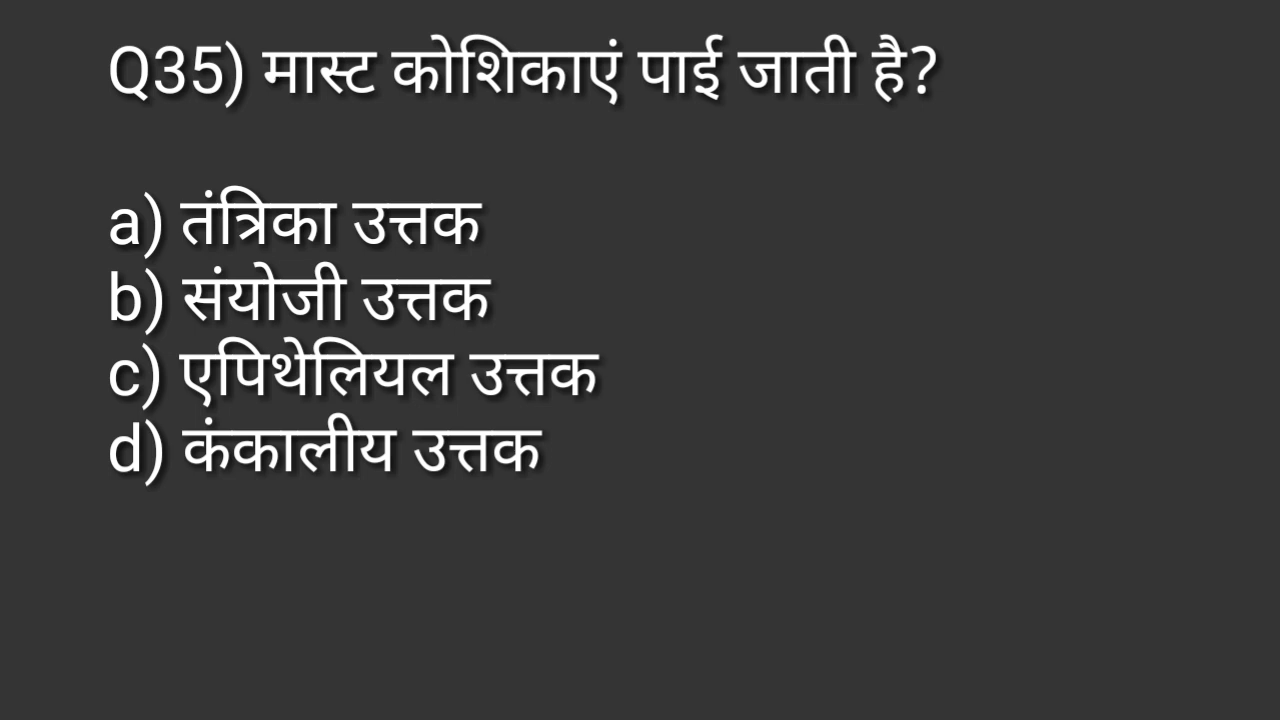 Q35) मास्ट कोशिकाएं पाई जाती है?
a) तंत्रिका उत्तक
b) संयोजी उत्तक
c) एपिथेलियल उत्तक
d) कंकालीय उत्तक